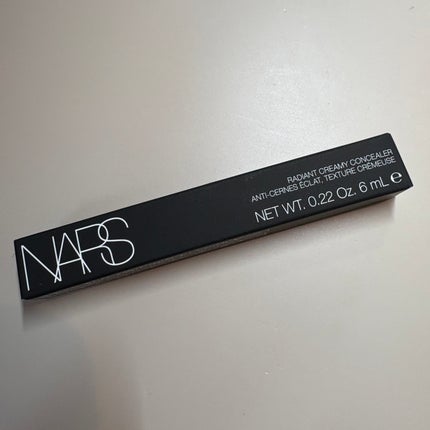 NARS
RADIANT CREAMY CONCEALER
ANTI-CERNES ÉCLAT, TEXTURE CRÉMEUSE
NET WT. 0.22 Oz. 6 mL ℮